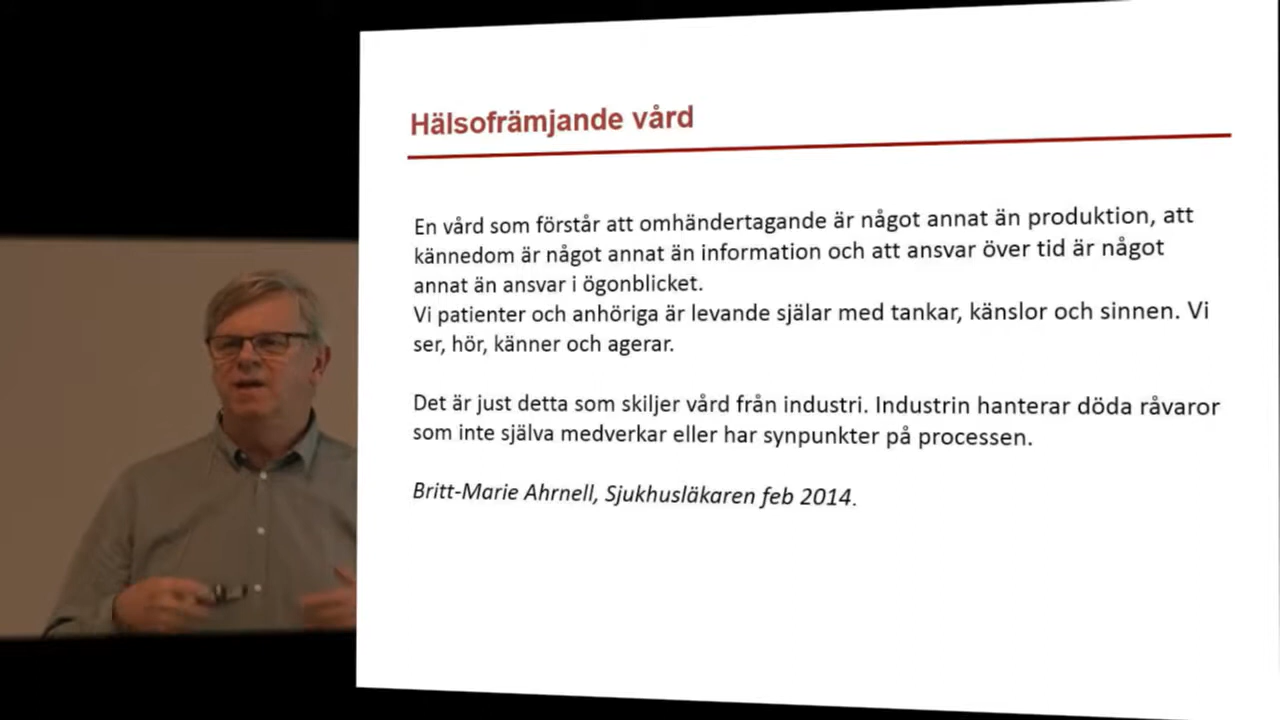 Hälsofrämjande vård
En vård som förstår att omhändertagande är något annat än produktion, att
kännedom är något annat än information och att ansvar över tid är något
annat än ansvar i ögonblicket.
Vi patienter och anhöriga är levande själar med tankar, känslor och sinnen. Vi
ser, hör, känner och agerar.
Det är just detta som skiljer vård från industri. Industrin hanterar döda råvaror
som inte själva medverkar eller har synpunkter på processen.
Britt-Marie Ahrnell, Sjukhusläkaren feb 2014.